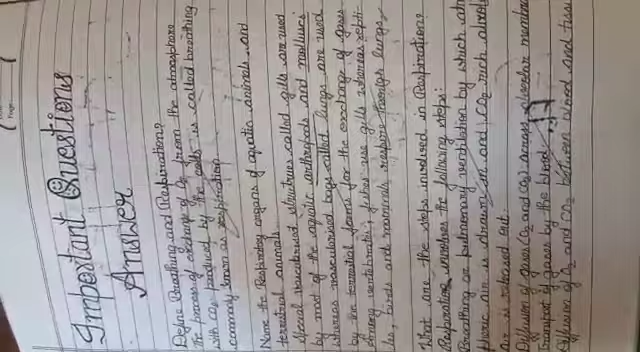 Page
Important Questions
Answer
Define Breathing and Respiration?
the process of exchange of O₂ from the atmosphere
with CO₂ produced by the cells is called breathing
commonly known as respiration
Name the Respiratory organs of aquatic animals and
terrestrial animals.
special vascularised structures called gills are used
by most of the aquatic arthropods and molluscs
whereas vascularised bags called lungs are used
by the terrestrial forms for the exchange of gases
Among vertebrates, fishes use gills whereas repti-
les, birds and mammals respire through lungs.
What are the steps involved in Respiration?
Respiration involves the following steps:
Breathing or pulmonary ventilation by which atm
pheric air is drawn in and CO₂ rich alveol
air is released out.
Diffusion of gases (O₂ and CO₂) across alveolar membr
transport of gases by the blood
Diffusion of O₂ and CO₂ between blood and tiss